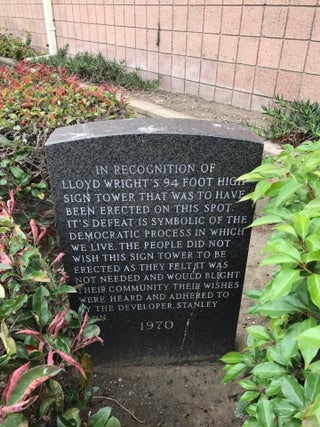 IN RECOGNITION OF
LLOYD WRIGHT'S 94 FOOT HIGH
SIGN TOWER THAT WAS TO HAVE
BEEN ERECTED ON THIS SPOT.
IT'S DEFEAT IS SYMBOLIC OF THE
DEMOCRATIC PROCESS IN WHICH
WE LIVE. THE PEOPLE DID NOT
WISH THIS SIGN TOWER TO BE
ERECTED AS THEY FELT IT WAS
NOT NEEDED AND WOULD BLIGHT
THEIR COMMUNITY. THEIR WISHES
WERE HEARD AND ADHERED TO
BY THE DEVELOPER, STANLEY
1970